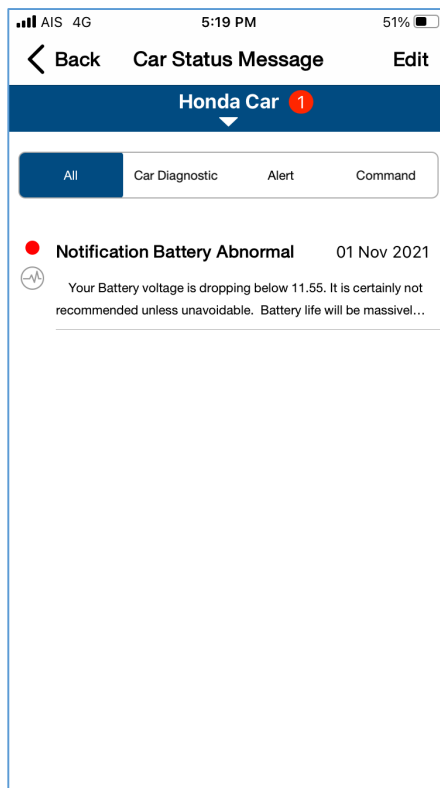 AIS 4G 5:19 PM 51%
Back Car Status Message Edit
Honda Car 1
All Car Diagnostic Alert Command
Notification Battery Abnormal 01 Nov 2021
Your Battery voltage is dropping below 11.55. It is certainly not
recommended unless unavoidable. Battery life will be massivel...